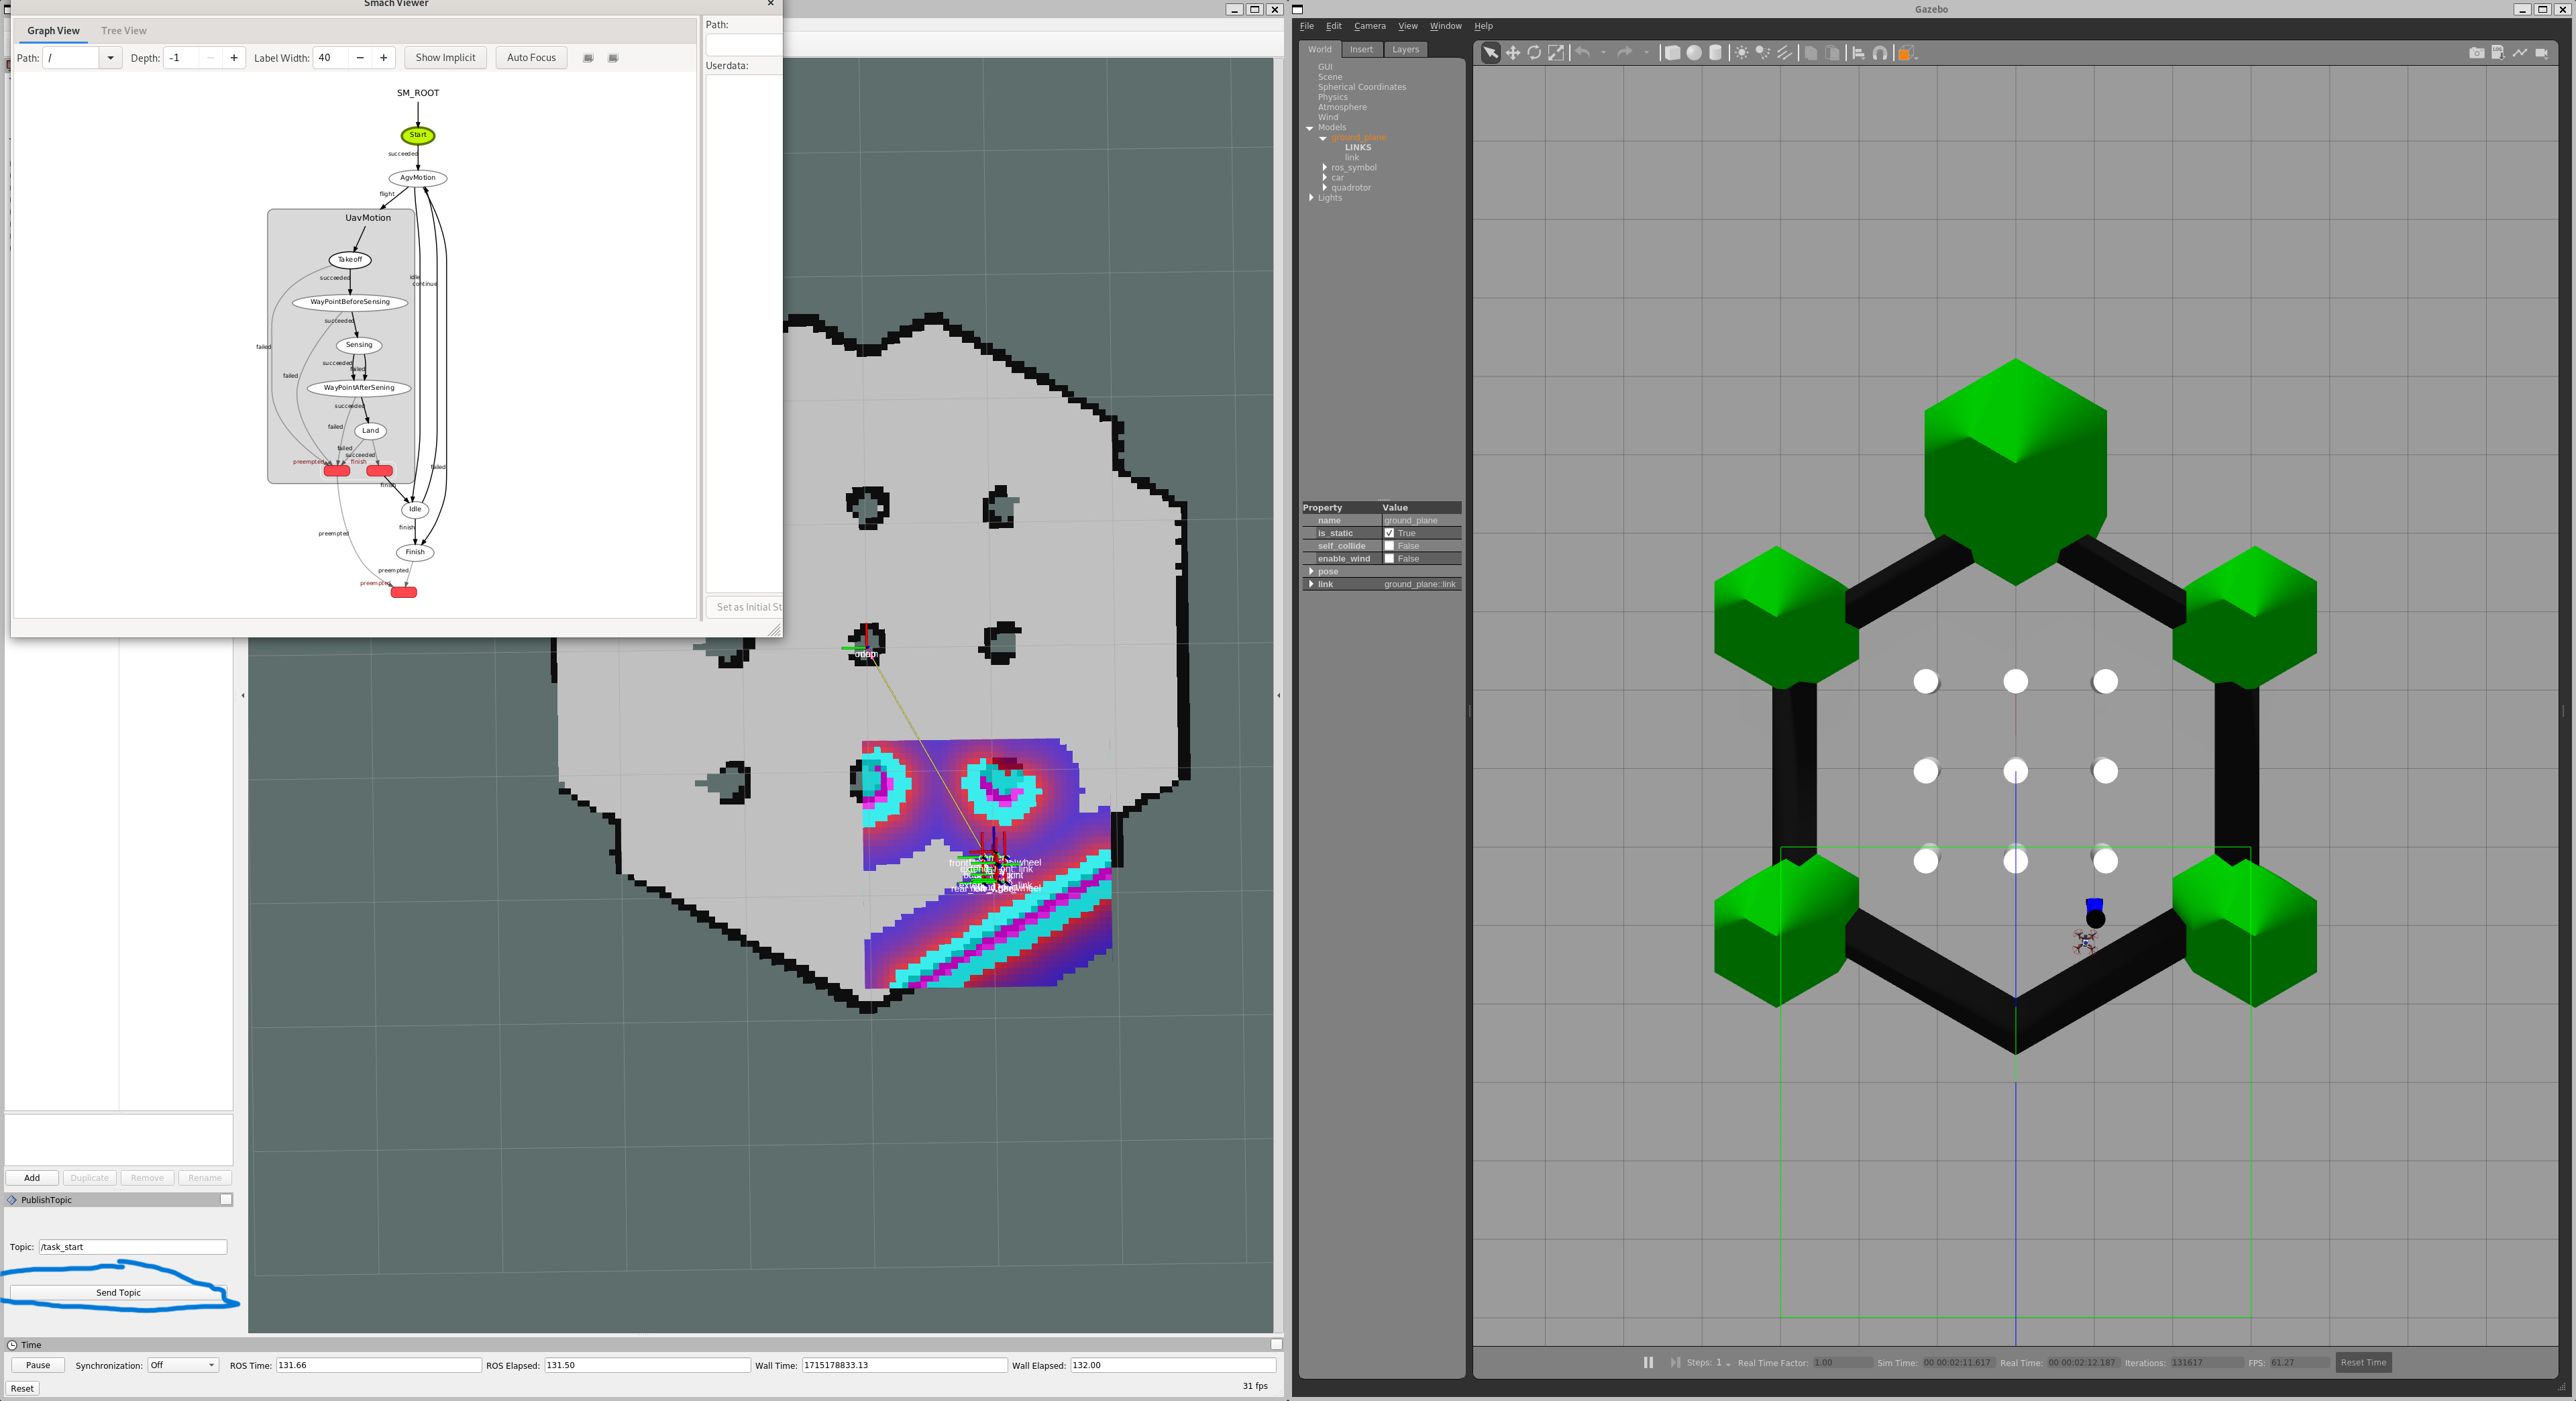 Smach Viewer
Graph View Tree View
Path: / Depth: -1 Label Width: 40 Show Implicit Auto Focus
Path:
Userdata:
SM_ROOT
Start
succeeded
AgvMotion
flight
UavMotion
Takeoff
succeeded
idle
continue
WayPointBeforeSensing
succeeded
Sensing
failed
succeeded
failed
failed
WayPointAfterSening
succeeded
failed
Land
failed
succeeded
preempted
finish
failed
finish
Idle
finish
preempted
Finish
preempted
preempted
Set as Initial St
map
Add Duplicate Remove Rename
PublishTopic
Topic: /task_start
Send Topic
Time
Pause Synchronization: Off ROS Time: 131.66 ROS Elapsed: 131.50 Wall Time: 1715178833.13 Wall Elapsed: 132.00
Reset 31 fps
Gazebo
File Edit Camera View Window Help
World Insert Layers
GUI
Scene
Spherical Coordinates
Physics
Atmosphere
Wind
Models
ground_plane
LINKS
link
ros_symbol
car
quadrotor
Lights
Property Value
name ground_plane
is_static True
self_collide False
enable_wind False
pose
link ground_plane::link
Steps: 1 Real Time Factor: 1.00 Sim Time: 00 00:02:11.617 Real Time: 00 00:02:12.187 Iterations: 131617 FPS: 61.27 Reset Time